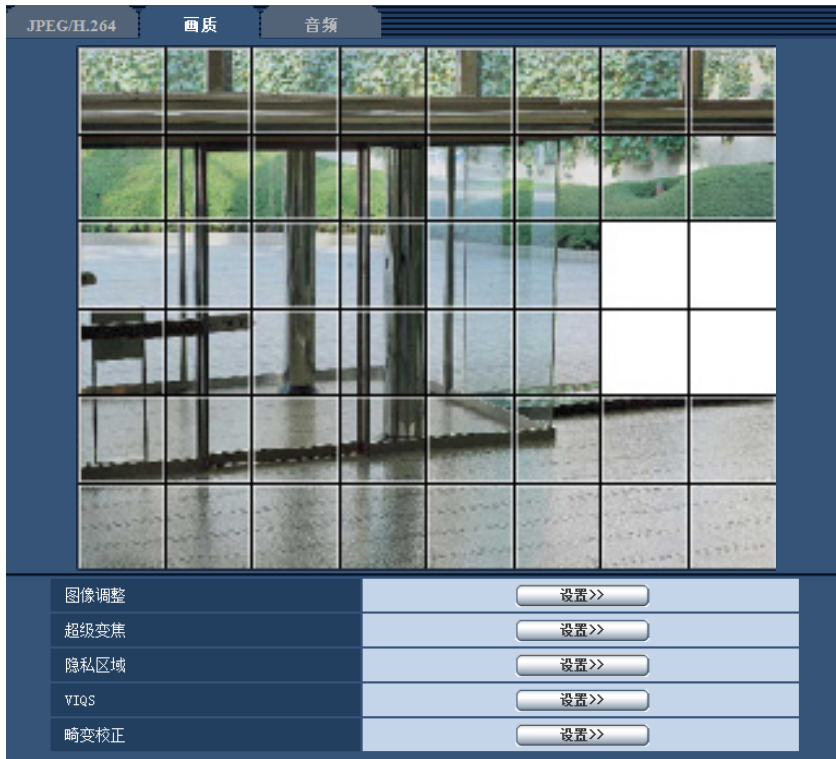 JPEG/H.264 画质 音频
图像调整 设置>>
超级变焦 设置>>
隐私区域 设置>>
VIQS 设置>>
畸变校正 设置>>